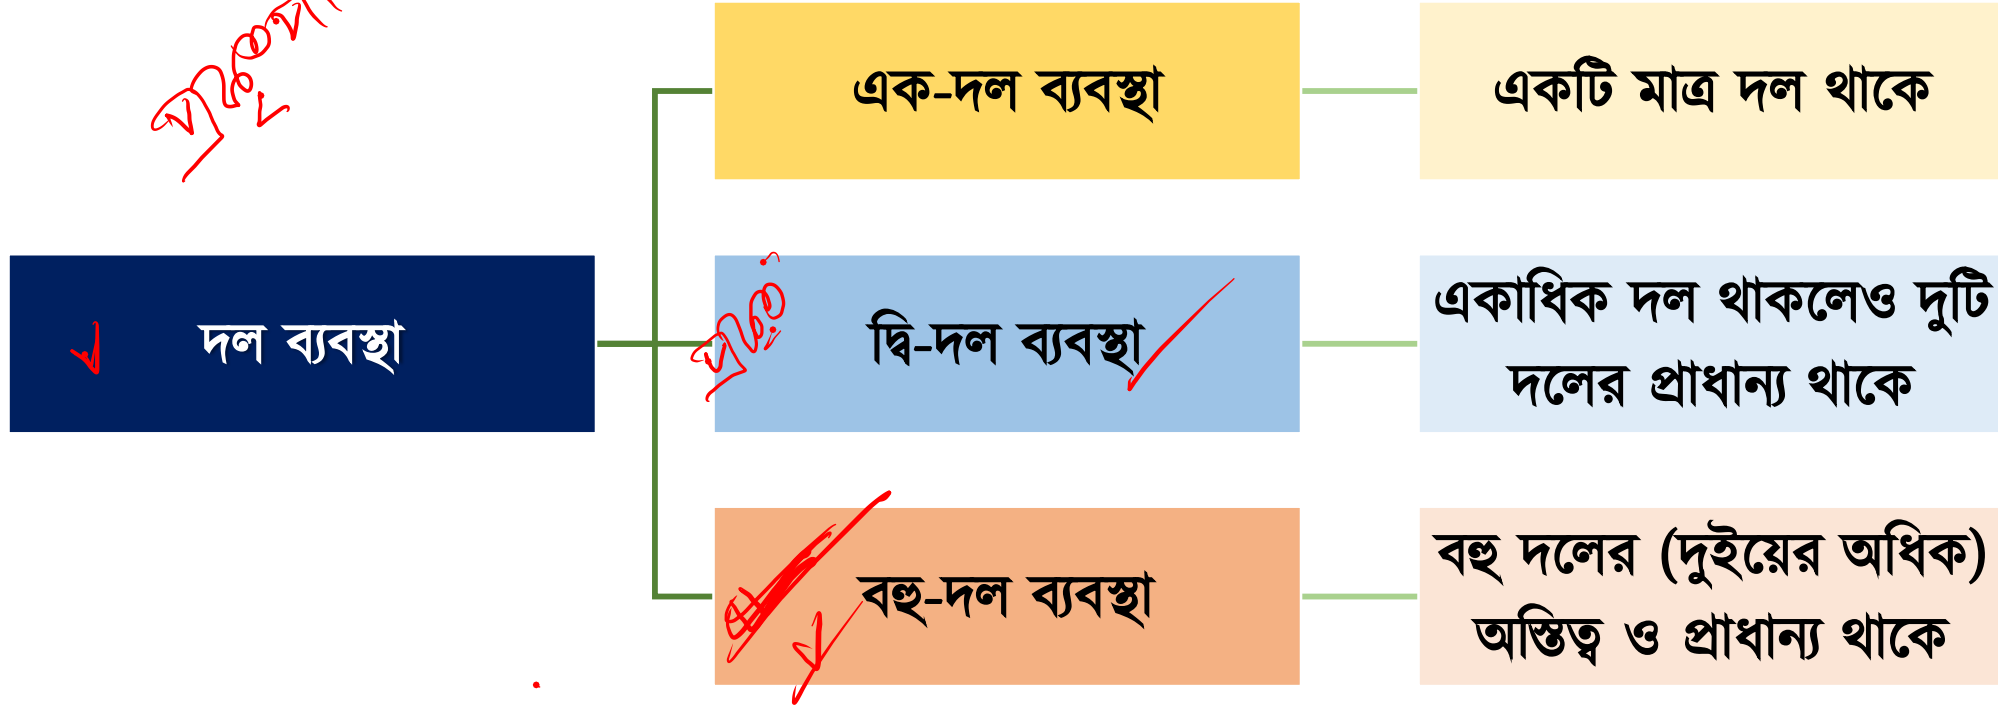 এক-দল ব্যবস্থা
একটি মাত্র দল থাকে
দল ব্যবস্থা
দ্বি-দল ব্যবস্থা
একাধিক দল থাকলেও দুটি
দলের প্রাধান্য থাকে
বহু-দল ব্যবস্থা
বহু দলের (দুইয়ের অধিক)
অস্তিত্ব ও প্রাধান্য থাকে